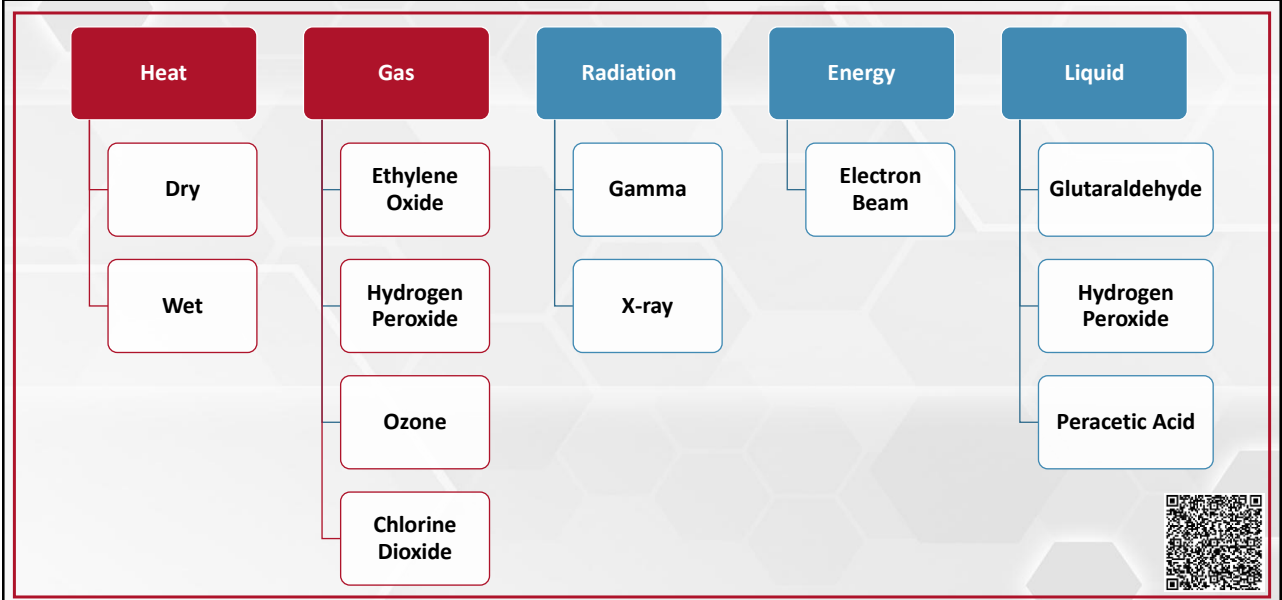 Heat
Dry
Wet
Gas
Ethylene
Oxide
Hydrogen
Peroxide
Ozone
Chlorine
Dioxide
Radiation
Gamma
X-ray
Energy
Electron
Beam
Liquid
Glutaraldehyde
Hydrogen
Peroxide
Peracetic Acid